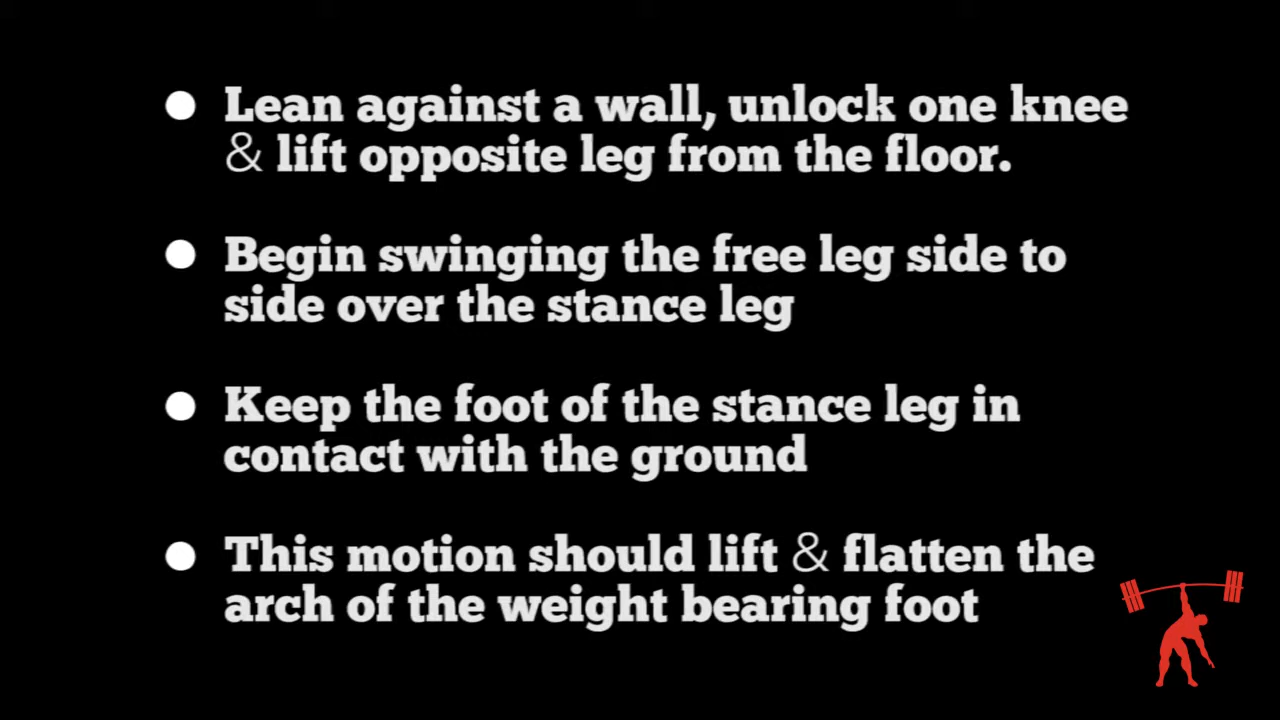 ● Lean against a wall, unlock one knee
& lift opposite leg from the floor.
● Begin swinging the free leg side to
side over the stance leg
● Keep the foot of the stance leg in
contact with the ground
● This motion should lift & flatten the
arch of the weight bearing foot